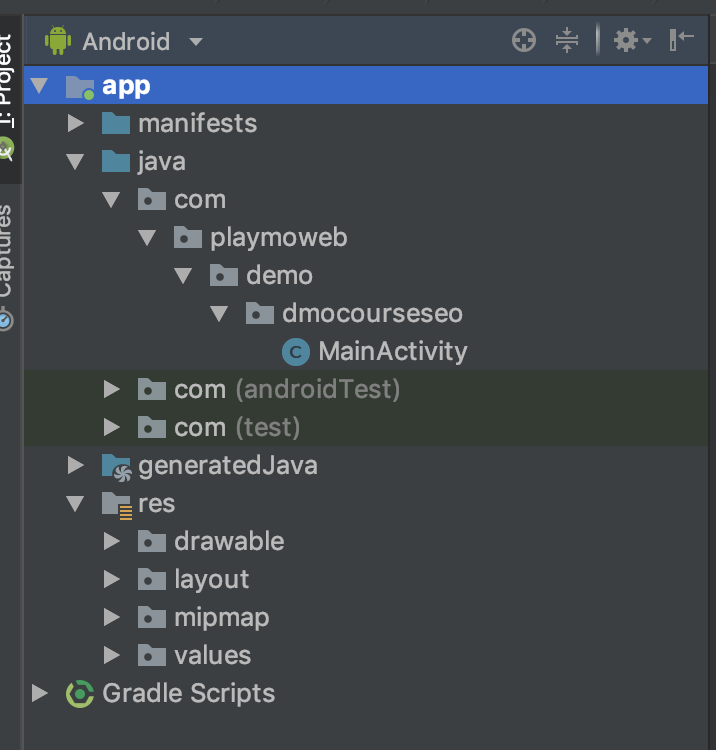 Android
1: Project
Captures
app
manifests
java
com
playmoweb
demo
dmocourseseo
C MainActivity
com (androidTest)
com (test)
generatedJava
res
drawable
layout
mipmap
values
Gradle Scripts